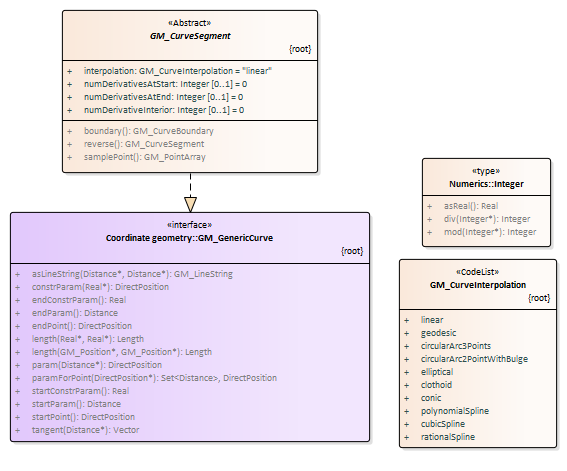 «Abstract»
GM_CurveSegment
{root}
+ interpolation: GM_CurveInterpolation = "linear"
+ numDerivativesAtStart: Integer [0..1] = 0
+ numDerivativesAtEnd: Integer [0..1] = 0
+ numDerivativeInterior: Integer [0..1] = 0
+ boundary(): GM_CurveBoundary
+ reverse(): GM_CurveSegment
+ samplePoint(): GM_PointArray
«interface»
Coordinate geometry::GM_GenericCurve
{root}
+ asLineString(Distance*, Distance*): GM_LineString
+ constrParam(Real*): DirectPosition
+ endConstrParam(): Real
+ endParam(): Distance
+ endPoint(): DirectPosition
+ length(Real*, Real*): Length
+ length(GM_Position*, GM_Position*): Length
+ param(Distance*): DirectPosition
+ paramForPoint(DirectPosition*): Set<Distance>, DirectPosition
+ startConstrParam(): Real
+ startParam(): Distance
+ startPoint(): DirectPosition
+ tangent(Distance*): Vector
«type»
Numerics::Integer
+ asReal(): Real
+ div(Integer*): Integer
+ mod(Integer*): Integer
«CodeList»
GM_CurveInterpolation
{root}
+ linear
+ geodesic
+ circularArc3Points
+ circularArc2PointWithBulge
+ elliptical
+ clothoid
+ conic
+ polynomialSpline
+ cubicSpline
+ rationalSpline